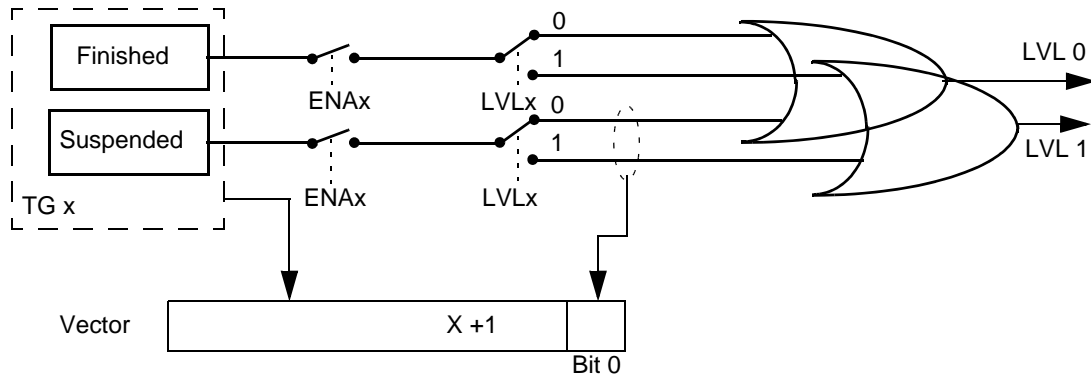 Finished
0
1
LVL 0
ENAx
LVLx
Suspended
0
1
LVL 1
ENAx
LVLx
TG x
Vector
X +1
Bit 0